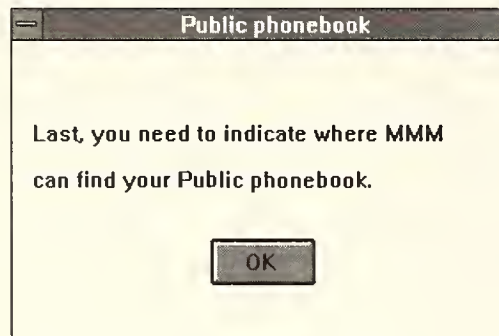 Public phonebook
Last, you need to indicate where MMM
can find your Public phonebook.
OK